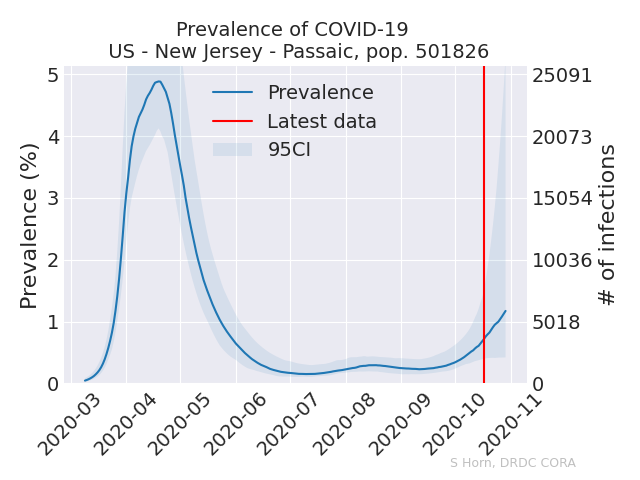 Prevalence of COVID-19
US - New Jersey - Passaic, pop. 501826
Prevalence
Latest data
95CI
Prevalence (%)
5
4
3
2
1
0
25091
20073
15054
10036
5018
0
# of infections
2020-03
2020-04
2020-05
2020-06
2020-07
2020-08
2020-09
2020-10
2020-11
S Horn, DRDC CORA